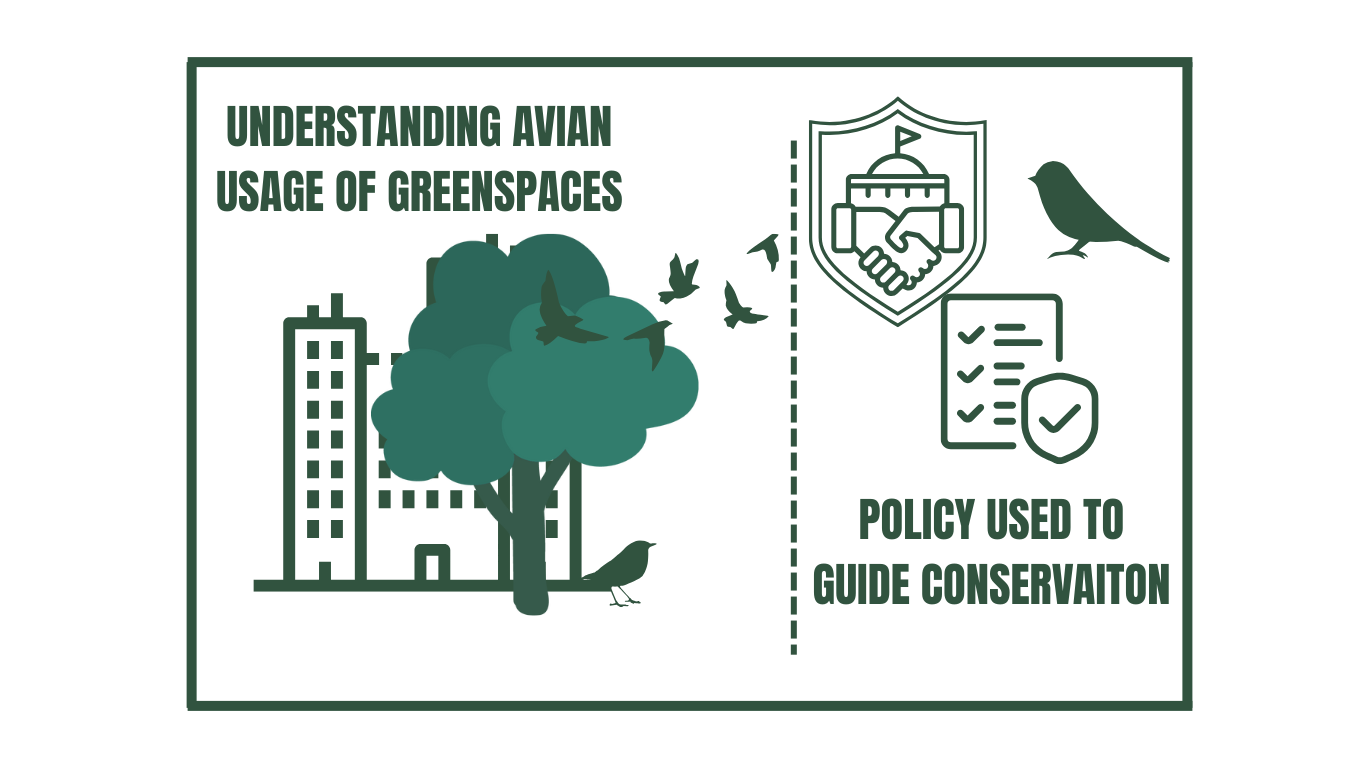 UNDERSTANDING AVIAN
USAGE OF GREENSPACES
POLICY USED TO
GUIDE CONSERVAITON